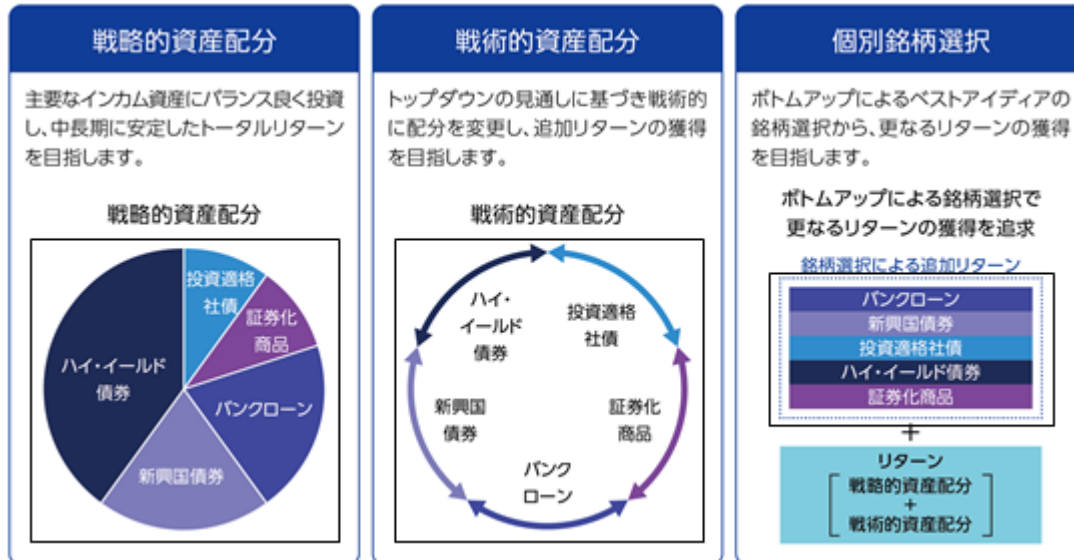 戦略的資産配分
主要なインカム資産にバランス良く投資
し、中長期に安定したトータルリターン
を目指します。
戦略的資産配分
投資適格
社債
証券化
商品
ハイ・イールド
債券
バンクローン
新興国債券
戦術的資産配分
トップダウンの見通しに基づき戦術的
に配分を変更し、追加リターンの獲得
を目指します。
戦術的資産配分
ハイ・
イールド
債券
投資適格
社債
新興国
債券
証券化
商品
バンク
ローン
個別銘柄選択
ボトムアップによるベストアイディアの
銘柄選択から、更なるリターンの獲得
を目指します。
ボトムアップによる銘柄選択で
更なるリターンの獲得を追求
銘柄選択による追加リターン
バンクローン
新興国債券
投資適格社債
ハイ・イールド債券
証券化商品
+
リターン
戦略的資産配分
+
戦術的資産配分